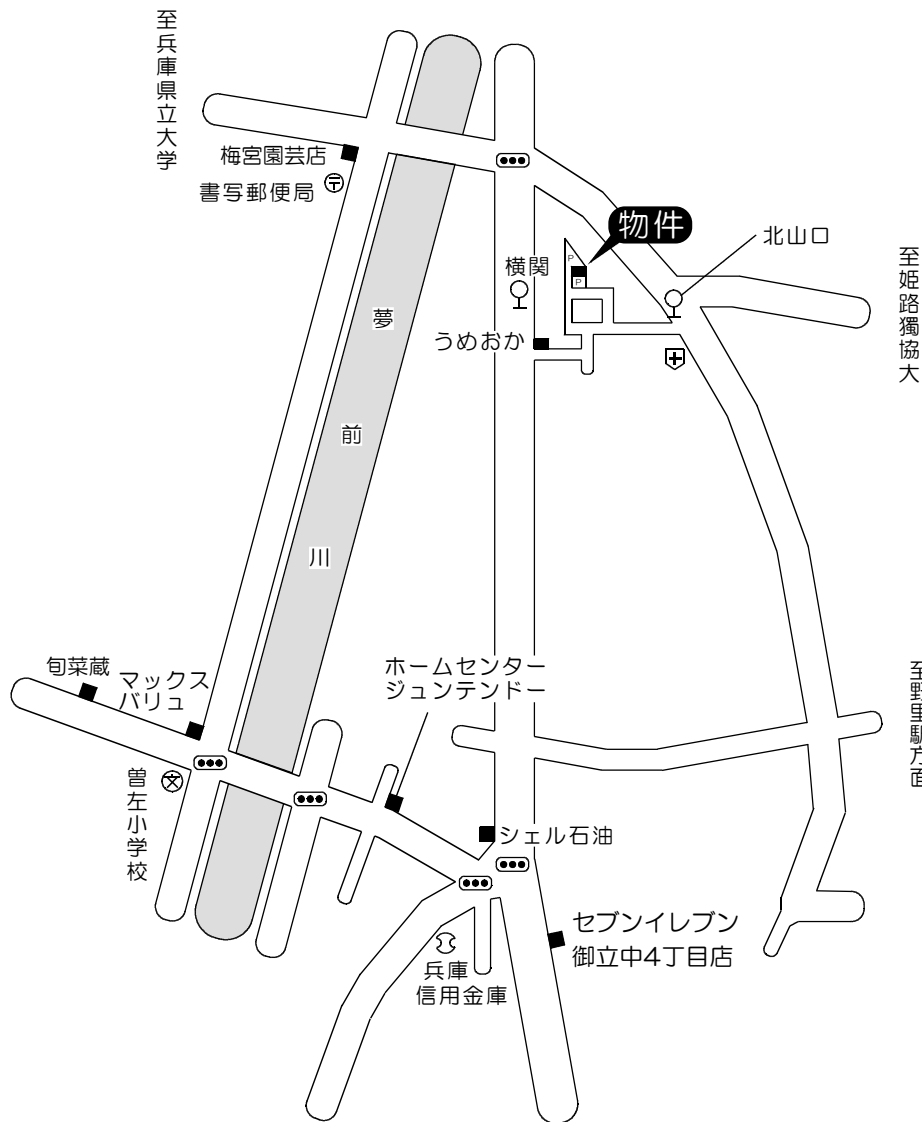 至兵庫県立大学
梅宮園芸店
書写郵便局
物件
P
P
北山口
横関
至姫路獨協大
うめおか
夢前川
旬菜蔵
マックス
バリュ
ホームセンター
ジュンテンドー
至野里駅方面
曽左小学校
文
シェル石油
セブンイレブン
御立中4丁目店
兵庫
信用金庫